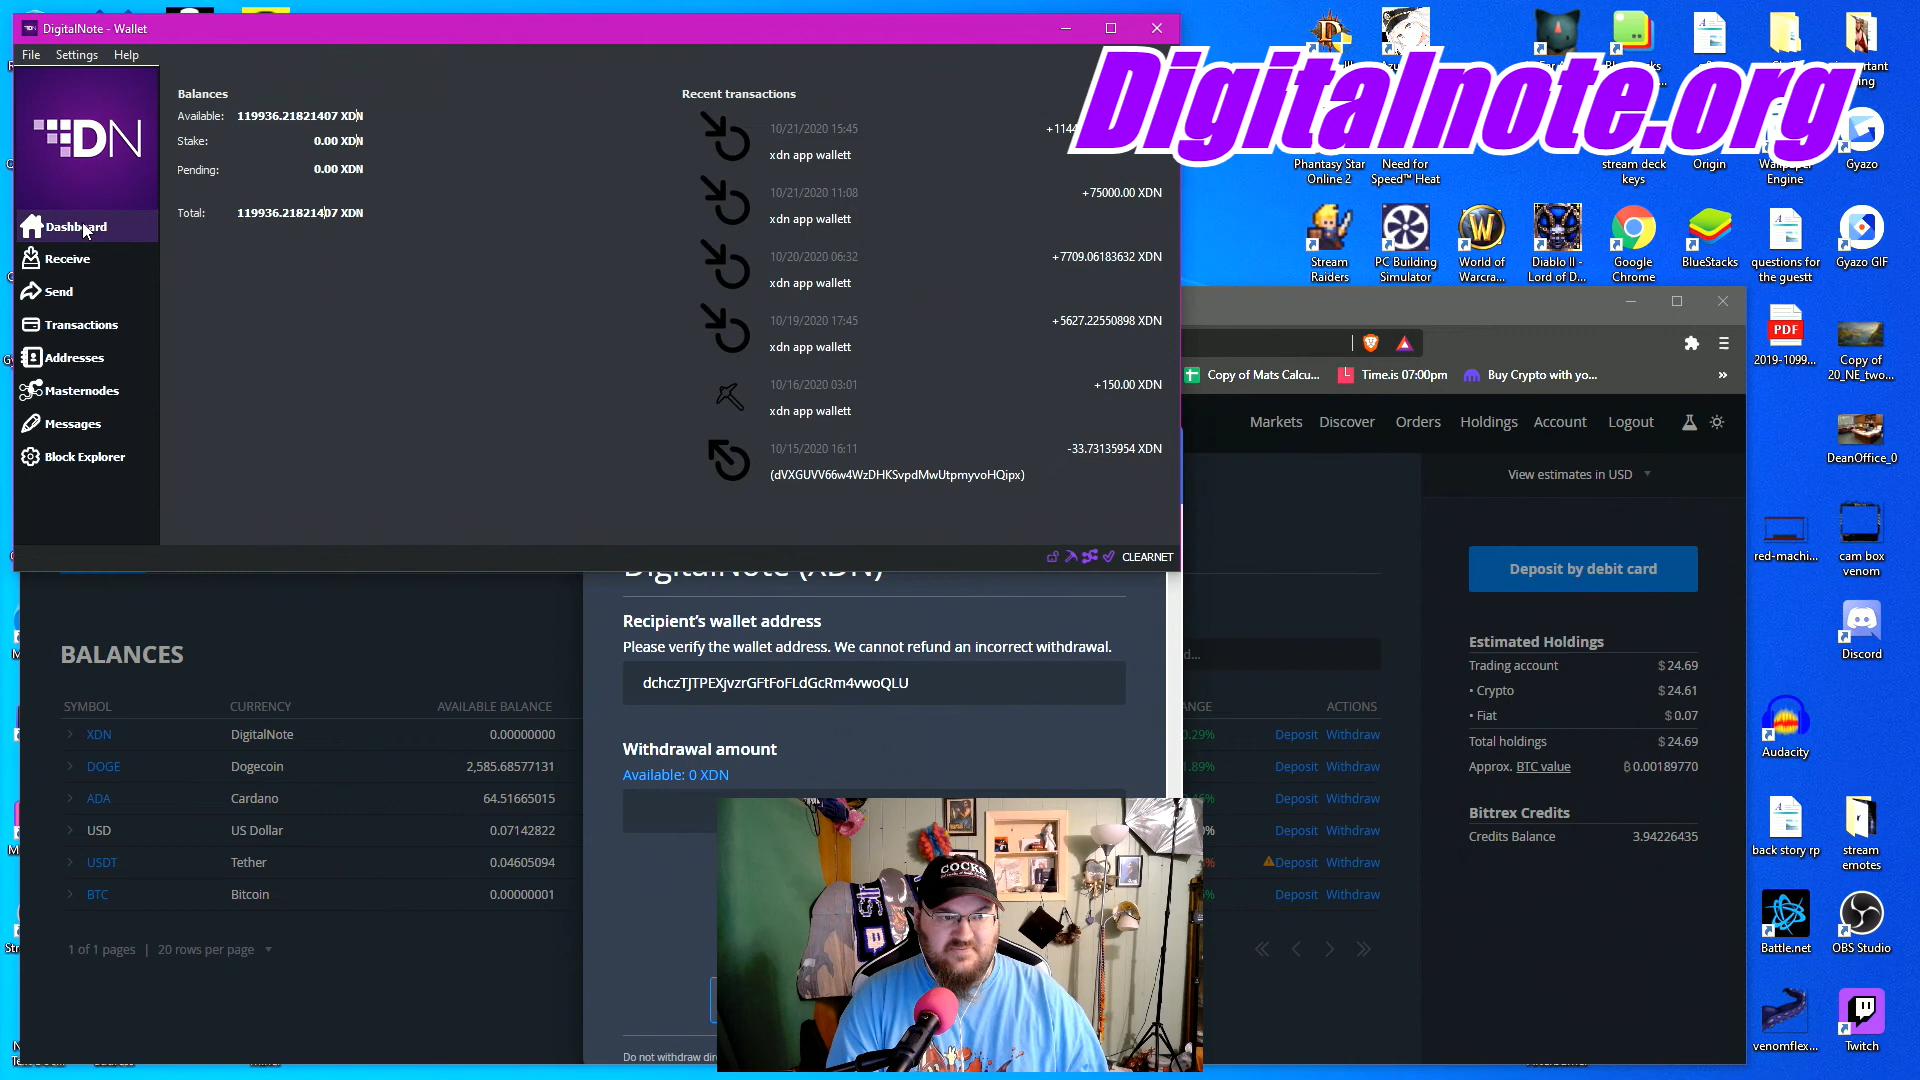 DigitalNote - Wallet
File Settings Help
Digitalnote.org
DN
Dashboard
Receive
Send
Transactions
Addresses
Masternodes
Messages
Block Explorer
Balances
Available: 119936.21821407 XDN
Stake: 0.00 XDN
Pending: 0.00 XDN
Total: 119936.21821407 XDN
Recent transactions
10/21/2020 15:45
xdn app wallett
10/21/2020 11:08 +75000.00 XDN
xdn app wallett
10/20/2020 06:32 +7709.06183632 XDN
xdn app wallett
10/19/2020 17:45 +5627.22550898 XDN
xdn app wallett
10/16/2020 03:01 +150.00 XDN
xdn app wallett
10/15/2020 16:11 -33.73135954 XDN
(dVXGUVV66w4WzDHKSvpdMwUtpmyvoHQipx)
CLEARNET
Phantasy Star Online 2
Need for Speed™ Heat
stream deck keys
Origin
Wallpaper Engine
Gyazo
Stream Raiders
PC Building Simulator
World of Warcra...
Diablo II - Lord of D...
Google Chrome
BlueStacks
questions for the guestt
Gyazo GIF
PDF
2019-1099...
Copy of 20_NE_two...
DeanOffice_0
red-machi...
cam box venom
Discord
Audacity
back story rp
stream emotes
Battle.net
OBS Studio
venomflex...
Twitch
Copy of Mats Calcu... Time.is 07:00pm Buy Crypto with yo... »
Markets Discover Orders Holdings Account Logout
View estimates in USD
Deposit by debit card
Estimated Holdings
Trading account $ 24.69
• Crypto $ 24.61
• Fiat $ 0.07
Total holdings $ 24.69
Approx. BTC value ฿ 0.00189770
Bittrex Credits
Credits Balance 3.94226435
BALANCES
SYMBOL CURRENCY AVAILABLE BALANCE
XDN DigitalNote 0.00000000
DOGE Dogecoin 2,585.68577131
ADA Cardano 64.51665015
USD US Dollar 0.07142822
USDT Tether 0.04605094
BTC Bitcoin 0.00000001
1 of 1 pages | 20 rows per page
DigitalNote (XDN)
Recipient's wallet address
Please verify the wallet address. We cannot refund an incorrect withdrawal.
dchczTJTPEXjvzrGFtFoFLdGcRm4vwoQLU
Withdrawal amount
Available: 0 XDN
Do not withdraw dir
ACTIONS
Deposit Withdraw
Deposit Withdraw
Deposit Withdraw
Deposit Withdraw
Deposit Withdraw
Deposit Withdraw
COCKS